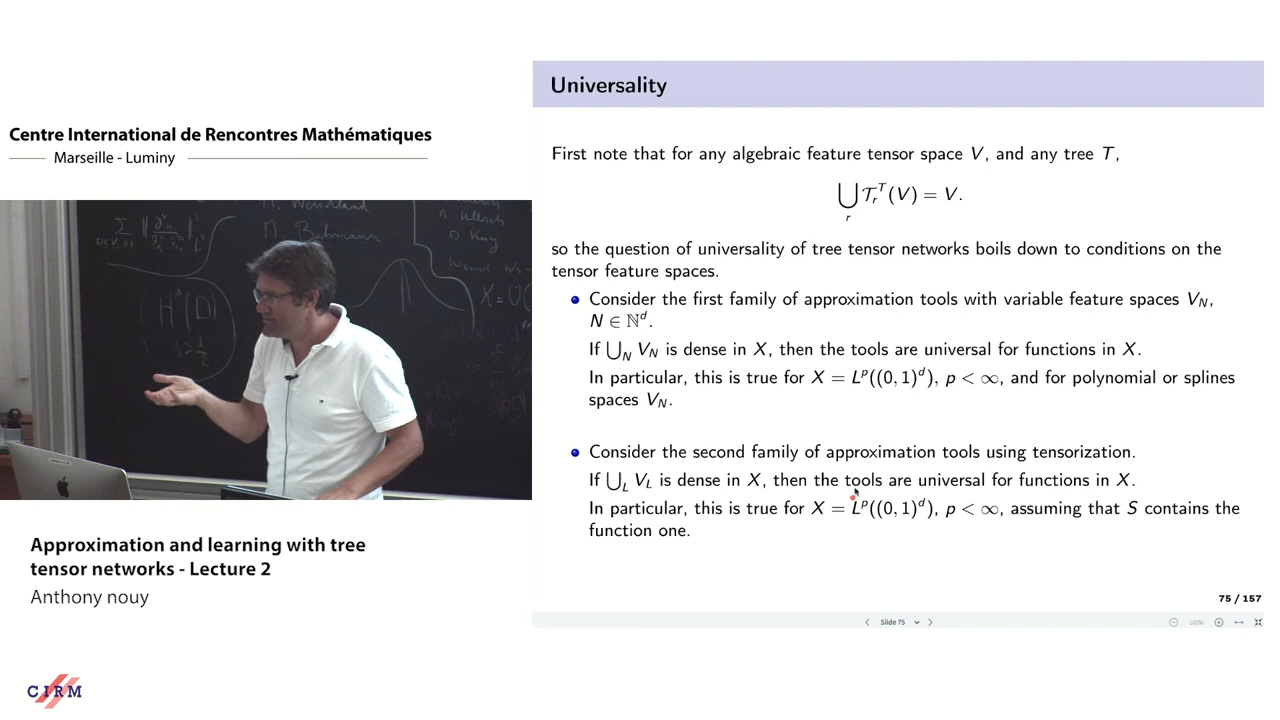 Centre International de Rencontres Mathématiques
Marseille - Luminy
Universality
First note that for any algebraic feature tensor space V, and any tree T,
⋃_r 𝒯_r^T(V) = V.
so the question of universality of tree tensor networks boils down to conditions on the
tensor feature spaces.
Consider the first family of approximation tools with variable feature spaces V_N,
N ∈ ℕ^d.
If ⋃_N V_N is dense in X, then the tools are universal for functions in X.
In particular, this is true for X = L^p((0, 1)^d), p < ∞, and for polynomial or splines
spaces V_N.
Consider the second family of approximation tools using tensorization.
If ⋃_L V_L is dense in X, then the tools are universal for functions in X.
In particular, this is true for X = L^p((0, 1)^d), p < ∞, assuming that S contains the
function one.
75 / 157
Slide 75
100%
H^s(D)
Approximation and learning with tree
tensor networks - Lecture 2
Anthony nouy
CIRM